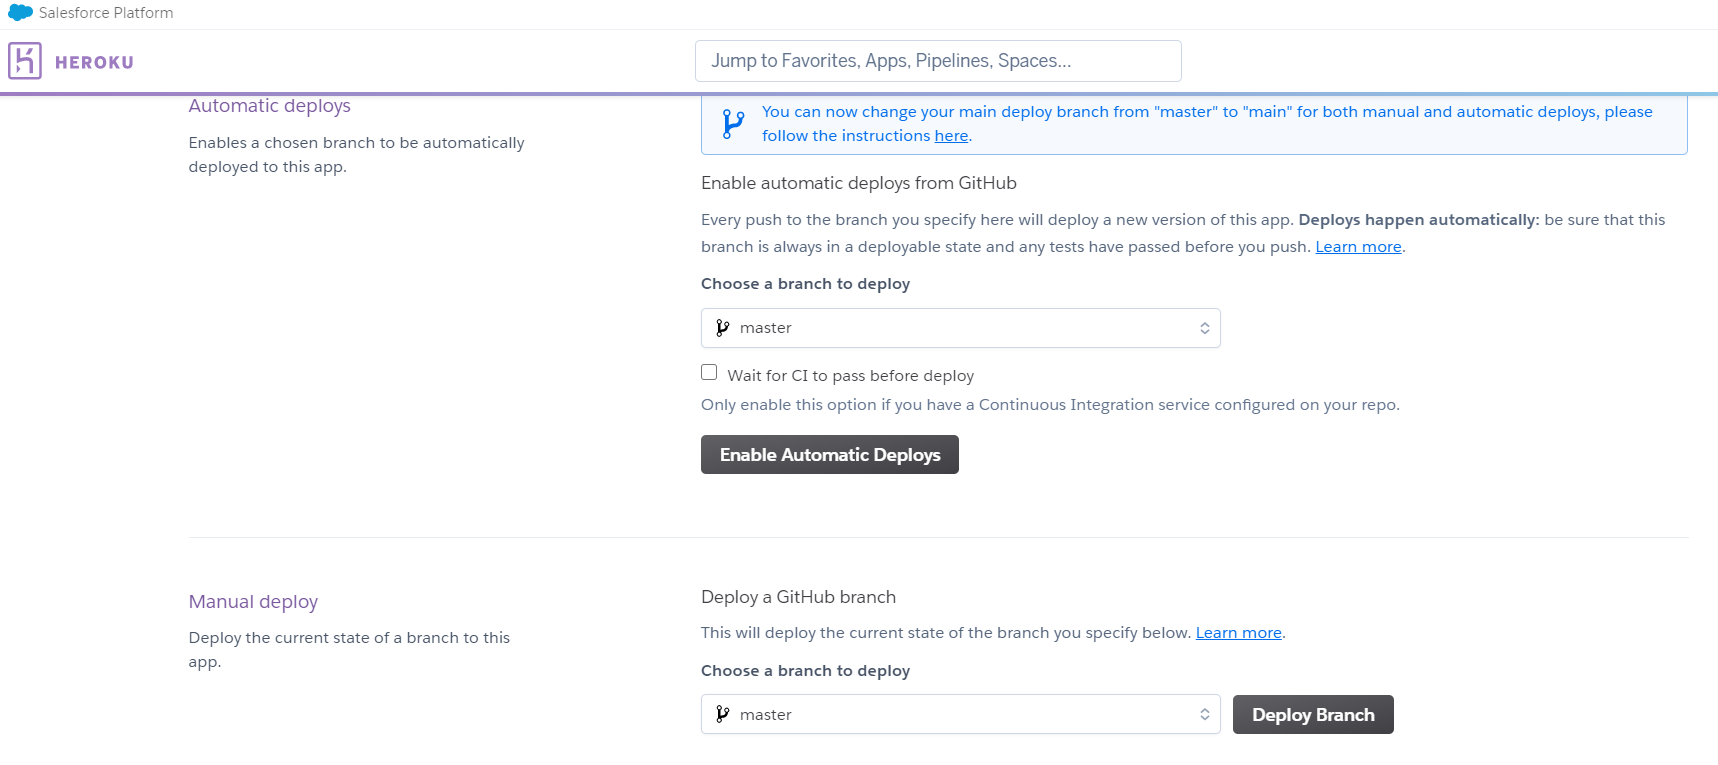 Salesforce Platform
HEROKU
Jump to Favorites, Apps, Pipelines, Spaces...
Automatic deploys
Enables a chosen branch to be automatically
deployed to this app.
You can now change your main deploy branch from "master" to "main" for both manual and automatic deploys, please
follow the instructions here.
Enable automatic deploys from GitHub
Every push to the branch you specify here will deploy a new version of this app. Deploys happen automatically: be sure that this
branch is always in a deployable state and any tests have passed before you push. Learn more.
Choose a branch to deploy
master
Wait for CI to pass before deploy
Only enable this option if you have a Continuous Integration service configured on your repo.
Enable Automatic Deploys
Manual deploy
Deploy the current state of a branch to this
app.
Deploy a GitHub branch
This will deploy the current state of the branch you specify below. Learn more.
Choose a branch to deploy
master
Deploy Branch